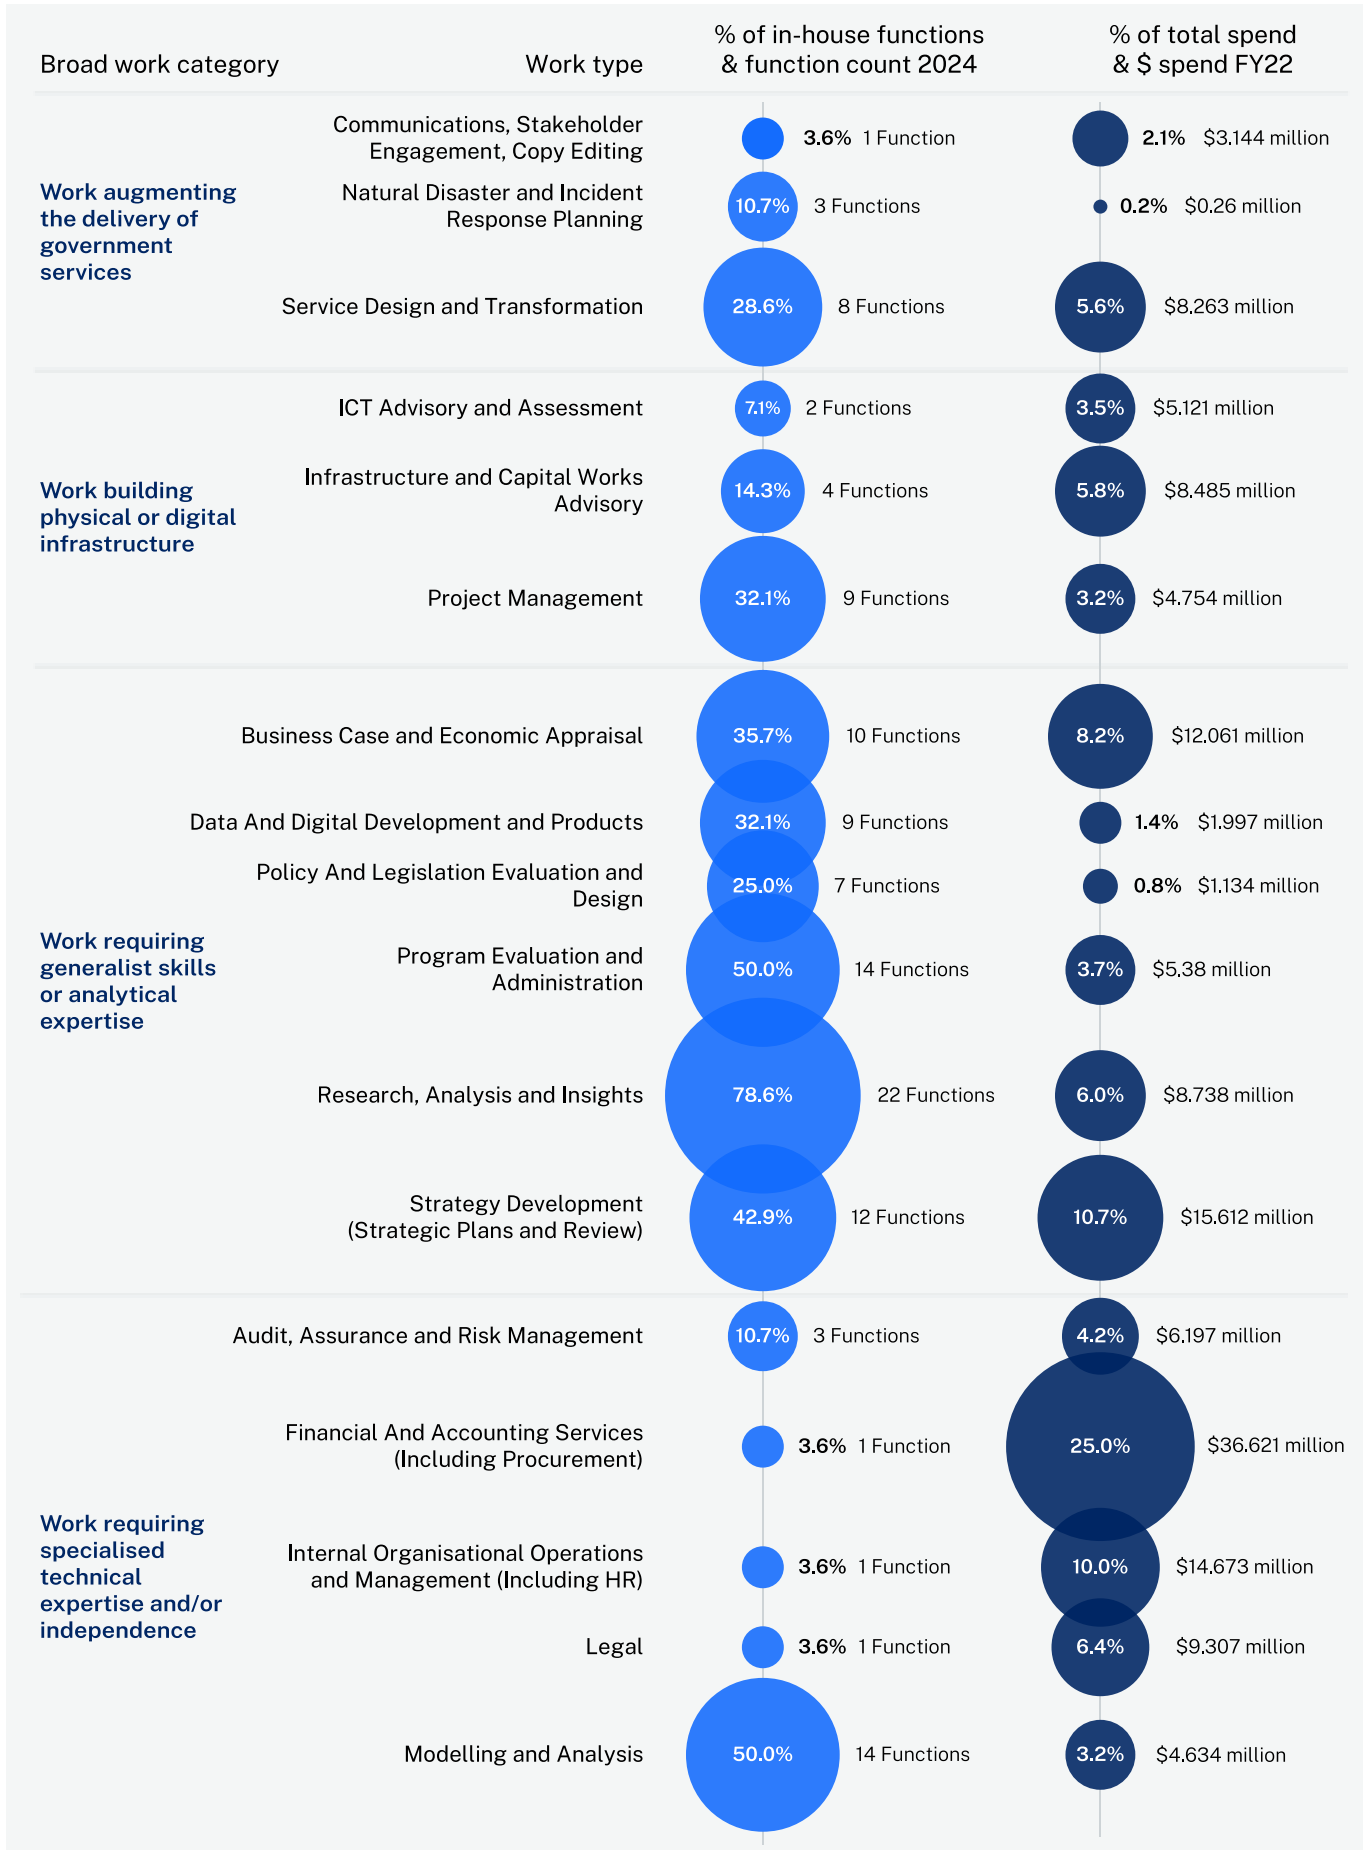 Broad work category
Work type
% of in-house functions
& function count 2024
% of total spend
& $ spend FY22
Work augmenting
the delivery of
government
services
Communications, Stakeholder
Engagement, Copy Editing
3.6% 1 Function
2.1% $3.144 million
Natural Disaster and Incident
Response Planning
10.7% 3 Functions
0.2% $0.26 million
Service Design and Transformation
28.6% 8 Functions
5.6% $8.263 million
Work building
physical or digital
infrastructure
ICT Advisory and Assessment
7.1% 2 Functions
3.5% $5.121 million
Infrastructure and Capital Works
Advisory
14.3% 4 Functions
5.8% $8.485 million
Project Management
32.1% 9 Functions
3.2% $4.754 million
Work requiring
generalist skills
or analytical
expertise
Business Case and Economic Appraisal
35.7% 10 Functions
8.2% $12.061 million
Data And Digital Development and Products
32.1% 9 Functions
1.4% $1.997 million
Policy And Legislation Evaluation and
Design
25.0% 7 Functions
0.8% $1.134 million
Program Evaluation and
Administration
50.0% 14 Functions
3.7% $5.38 million
Research, Analysis and Insights
78.6% 22 Functions
6.0% $8.738 million
Strategy Development
(Strategic Plans and Review)
42.9% 12 Functions
10.7% $15.612 million
Work requiring
specialised
technical
expertise and/or
independence
Audit, Assurance and Risk Management
10.7% 3 Functions
4.2% $6.197 million
Financial And Accounting Services
(Including Procurement)
3.6% 1 Function
25.0% $36.621 million
Internal Organisational Operations
and Management (Including HR)
3.6% 1 Function
10.0% $14.673 million
Legal
3.6% 1 Function
6.4% $9.307 million
Modelling and Analysis
50.0% 14 Functions
3.2% $4.634 million